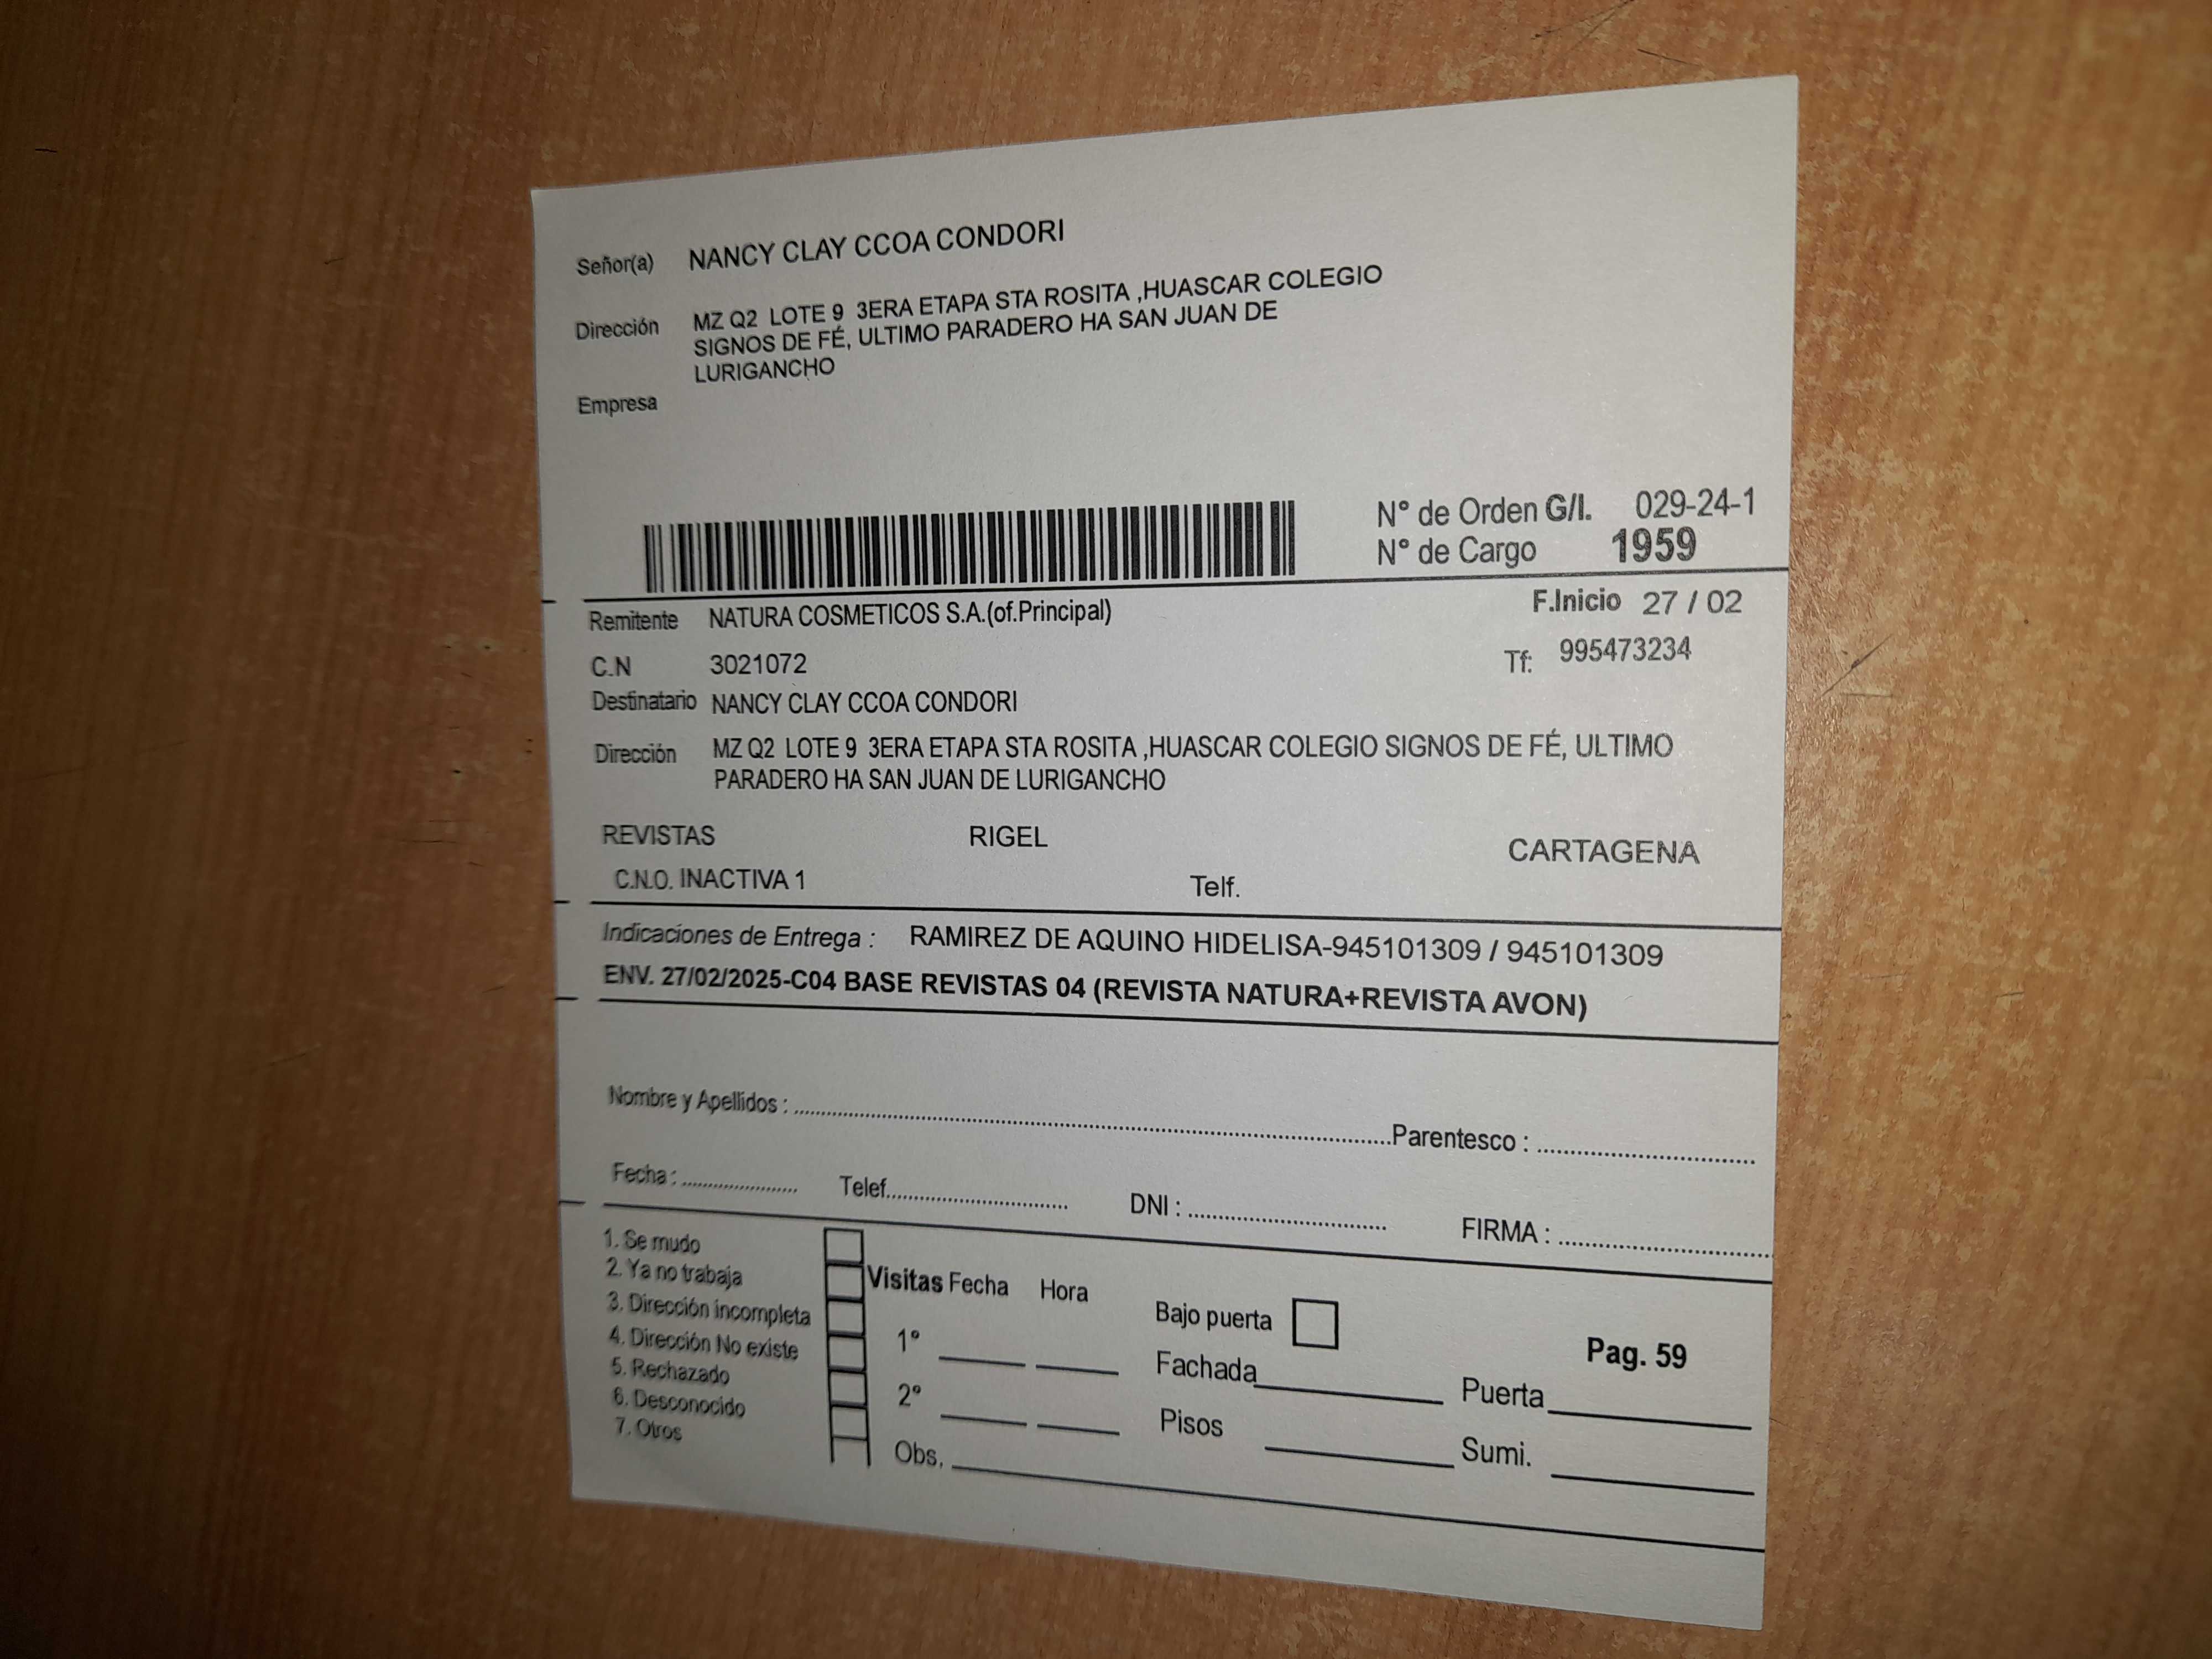 Señor(a) NANCY CLAY CCOA CONDORI
Dirección MZ Q2 LOTE 9 3ERA ETAPA STA ROSITA ,HUASCAR COLEGIO
SIGNOS DE FÉ, ULTIMO PARADERO HA SAN JUAN DE
LURIGANCHO
Empresa
N° de Orden G/I. 029-24-1
N° de Cargo 1959
Remitente NATURA COSMETICOS S.A.(of.Principal) F.Inicio 27 / 02
C.N 3021072 Tf: 995473234
Destinatario NANCY CLAY CCOA CONDORI
Dirección MZ Q2 LOTE 9 3ERA ETAPA STA ROSITA ,HUASCAR COLEGIO SIGNOS DE FÉ, ULTIMO
PARADERO HA SAN JUAN DE LURIGANCHO
REVISTAS RIGEL CARTAGENA
C.N.O. INACTIVA 1 Telf.
Indicaciones de Entrega : RAMIREZ DE AQUINO HIDELISA-945101309 / 945101309
ENV. 27/02/2025-C04 BASE REVISTAS 04 (REVISTA NATURA+REVISTA AVON)
Nombre y Apellidos : Parentesco :
Fecha : Telef. DNI : FIRMA :
1. Se mudo
2. Ya no trabaja
3. Dirección incompleta
4. Dirección No existe
5. Rechazado
6. Desconocido
7. Otros
Visitas Fecha Hora
1°
2°
Obs.
Bajo puerta
Fachada
Pisos
Pag. 59
Puerta
Sumi.